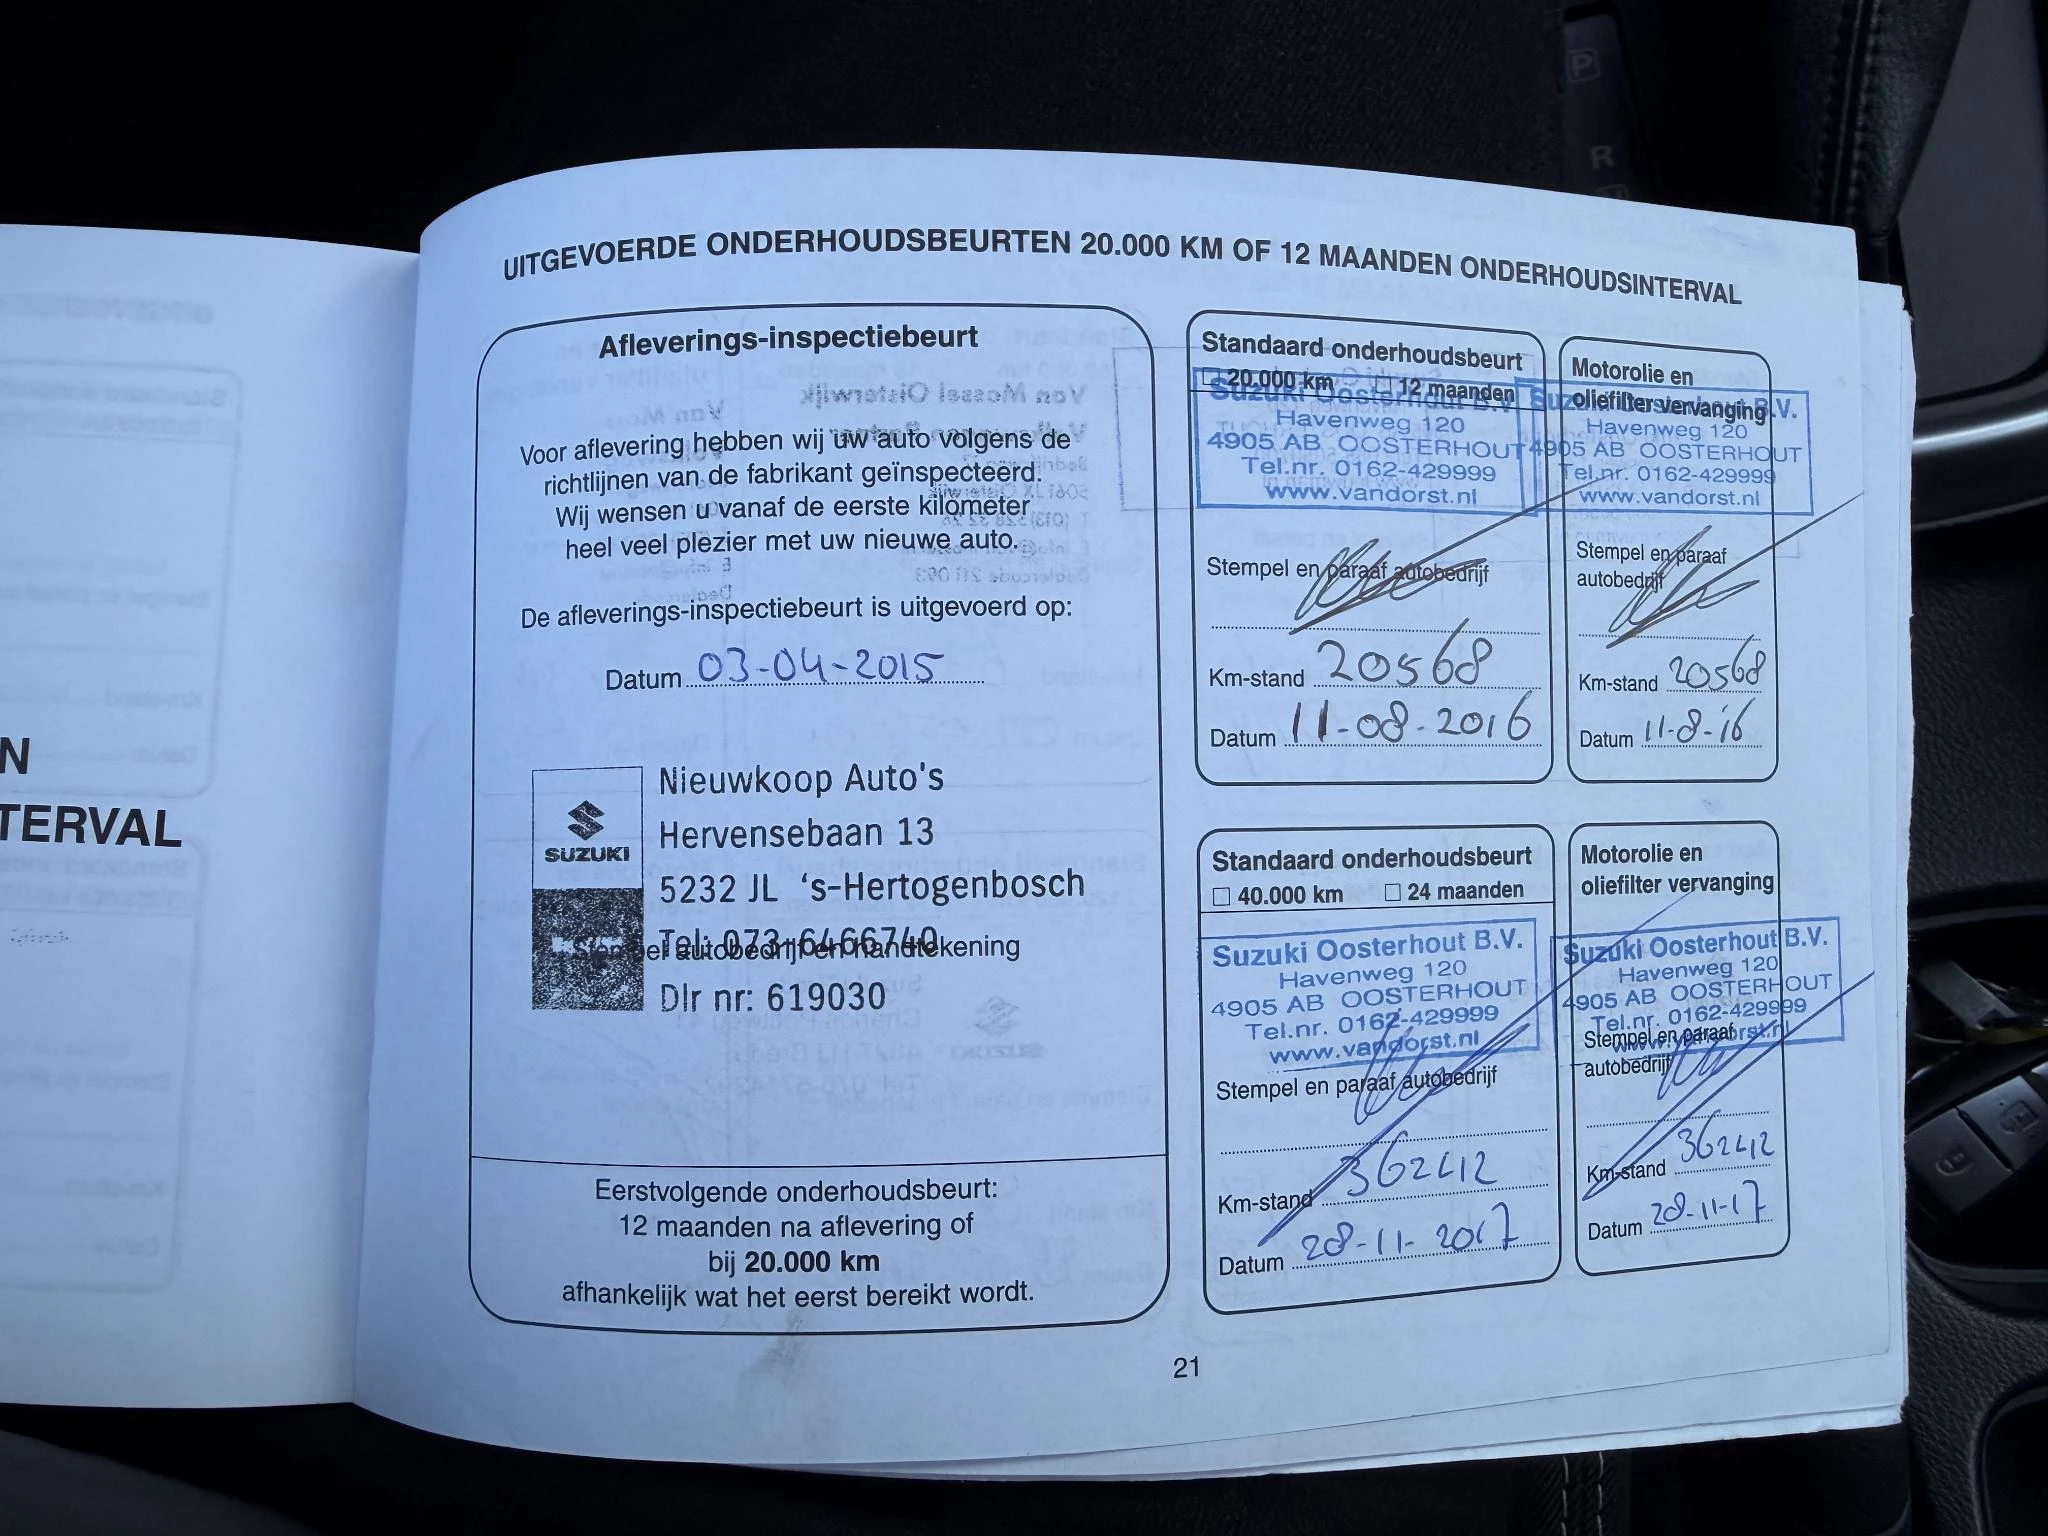 N
TERVAL
UITGEVOERDE ONDERHOUDSBEURTEN 20.000 KM OF 12 MAANDEN ONDERHOUDSINTERVAL
Afleverings-inspectiebeurt
Voor aflevering hebben wij uw auto volgens de
richtlijnen van de fabrikant geïnspecteerd.
Wij wensen u vanaf de eerste kilometer
heel veel plezier met uw nieuwe auto.
De afleverings-inspectiebeurt is uitgevoerd op:
Datum 03-04-2015
SUZUKI
Nieuwkoop Auto's
Hervensebaan 13
5232 JL 's-Hertogenbosch
Tel: 073-6466740
Stempel autobedrijf en handtekening
Dlr nr: 619030
Eerstvolgende onderhoudsbeurt:
12 maanden na aflevering of
bij 20.000 km
afhankelijk wat het eerst bereikt wordt.
Standaard onderhoudsbeurt
□ 20.000 km 12 maanden
Suzuki Oosterhout B.V.
Havenweg 120
4905 AB OOSTERHOUT
Tel.nr. 0162-429999
www.vandorst.nl
Stempel en paraaf autobedrijf
Km-stand 20568
Datum 11-08-2016
Motorolie en
oliefilter vervanging
Suzuki Oosterhout B.V.
Havenweg 120
4905 AB OOSTERHOUT
Tel.nr. 0162-429999
www.vandorst.nl
Stempel en paraaf
autobedrijf
Km-stand 20568
Datum 11-8-'16
Standaard onderhoudsbeurt
□ 40.000 km □ 24 maanden
Suzuki Oosterhout B.V.
Havenweg 120
4905 AB OOSTERHOUT
Tel.nr. 0162-429999
www.vandorst.nl
Stempel en paraaf autobedrijf
Km-stand 36242
Datum 28-11-2017
Motorolie en
oliefilter vervanging
Suzuki Oosterhout B.V.
Havenweg 120
4905 AB OOSTERHOUT
Tel.nr. 0162-429999
www.vandorst.nl
Stempel en paraaf
autobedrijf
Km-stand 36242
Datum 28-11-17
21
P
R